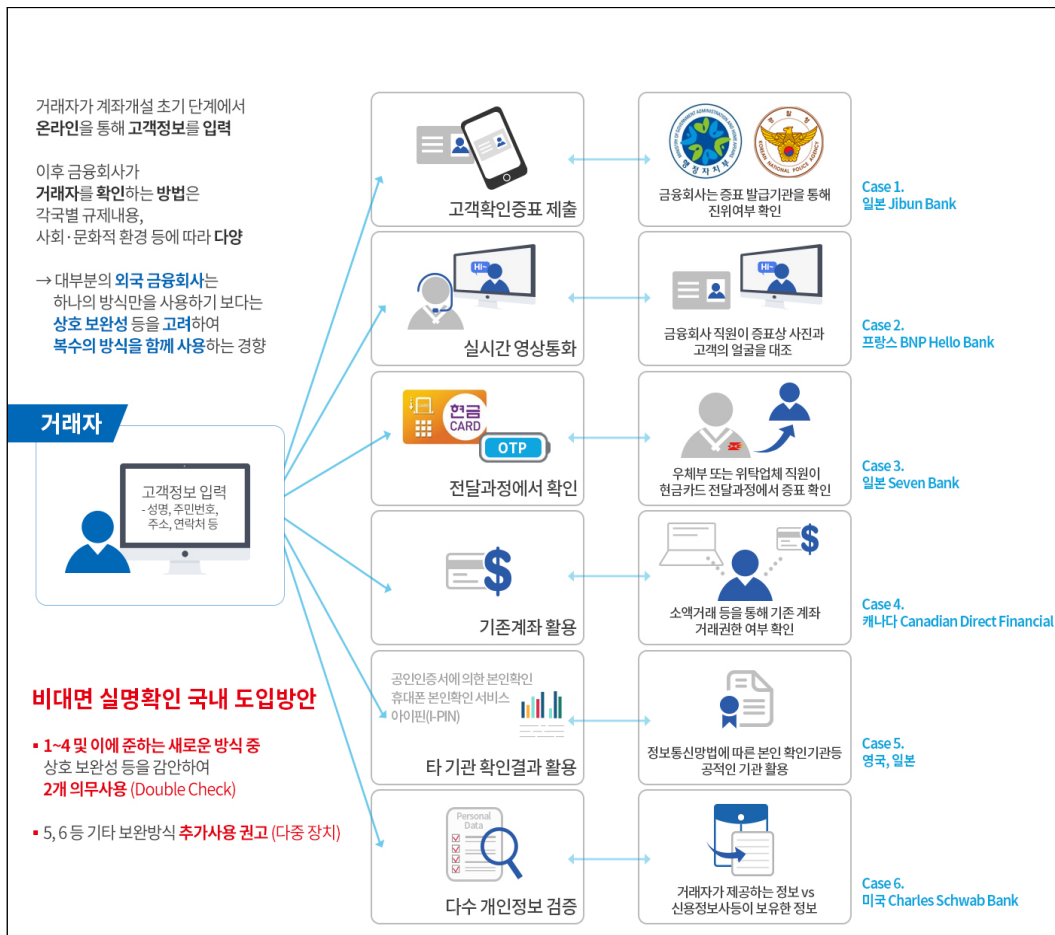 거래자가 계좌개설 초기 단계에서
온라인을 통해 고객정보를 입력
이후 금융회사가
거래자를 확인하는 방법은
각국별 규제내용,
사회·문화적 환경 등에 따라 다양
→ 대부분의 외국 금융회사는
하나의 방식만을 사용하기 보다는
상호 보완성 등을 고려하여
복수의 방식을 함께 사용하는 경향
거래자
고객정보 입력
- 성명, 주민번호,
주소, 연락처 등
비대면 실명확인 국내 도입방안
▪ 1~4 및 이에 준하는 새로운 방식 중
상호 보완성 등을 감안하여
2개 의무사용 (Double Check)
▪ 5, 6 등 기타 보완방식 추가사용 권고 (다중 장치)
고객확인증표 제출
행정자치부
MINISTRY OF GOVERNMENT ADMINISTRATION AND HOME AFFAIRS
경찰청
KOREAN NATIONAL POLICE AGENCY
금융회사는 증표 발급기관을 통해
진위여부 확인
Case 1.
일본 Jibun Bank
HI~
실시간 영상통화
HI~
금융회사 직원이 증표상 사진과
고객의 얼굴을 대조
Case 2.
프랑스 BNP Hello Bank
현금
CARD
OTP
전달과정에서 확인
우체부 또는 위탁업체 직원이
현금카드 전달과정에서 증표 확인
Case 3.
일본 Seven Bank
$
기존계좌 활용
$
소액거래 등을 통해 기존 계좌
거래권한 여부 확인
Case 4.
캐나다 Canadian Direct Financial
공인인증서에 의한 본인확인
휴대폰 본인확인 서비스
아이핀(I-PIN)
타 기관 확인결과 활용
정보통신망법에 따른 본인 확인기관등
공적인 기관 활용
Case 5.
영국, 일본
Personal
Data
다수 개인정보 검증
거래자가 제공하는 정보 vs
신용정보사등이 보유한 정보
Case 6.
미국 Charles Schwab Bank